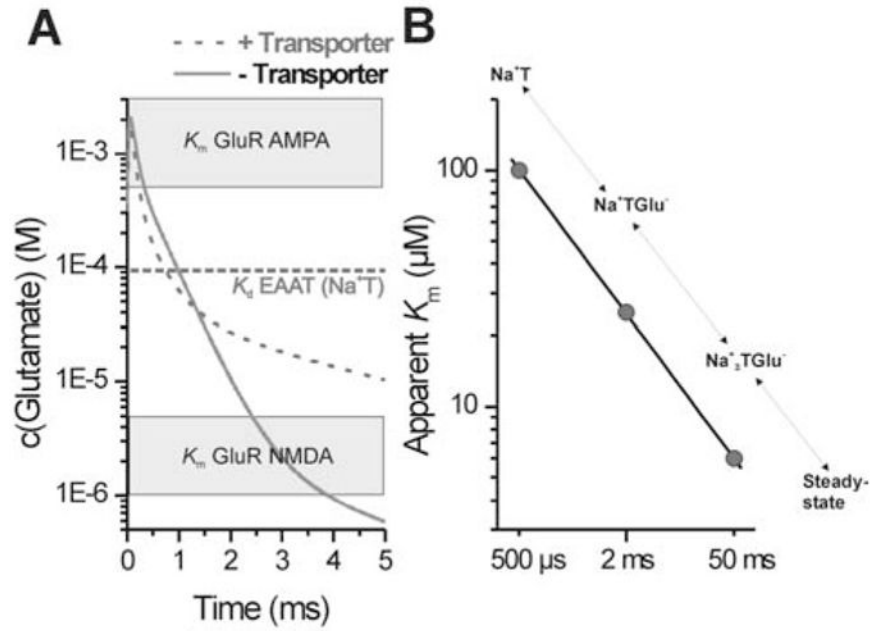 A
+ Transporter
- Transporter
B
c(Glutamate) (M)
1E-3
1E-4
1E-5
1E-6
Km GluR AMPA
Kd EAAT (Na⁺T)
Km GluR NMDA
0
1
2
3
4
5
Time (ms)
Apparent Km (µM)
100
10
Na⁺T
Na⁺TGlu⁻
Na⁺₃TGlu⁻
Steady-
state
500 µs
2 ms
50 ms